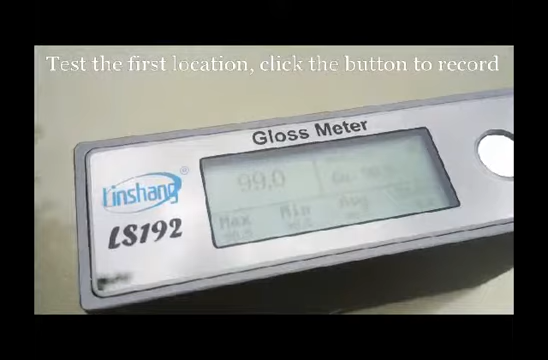 Test the first location, click the button to record
Gloss Meter
Linshang®
LS192
99.0
Max Min Avg